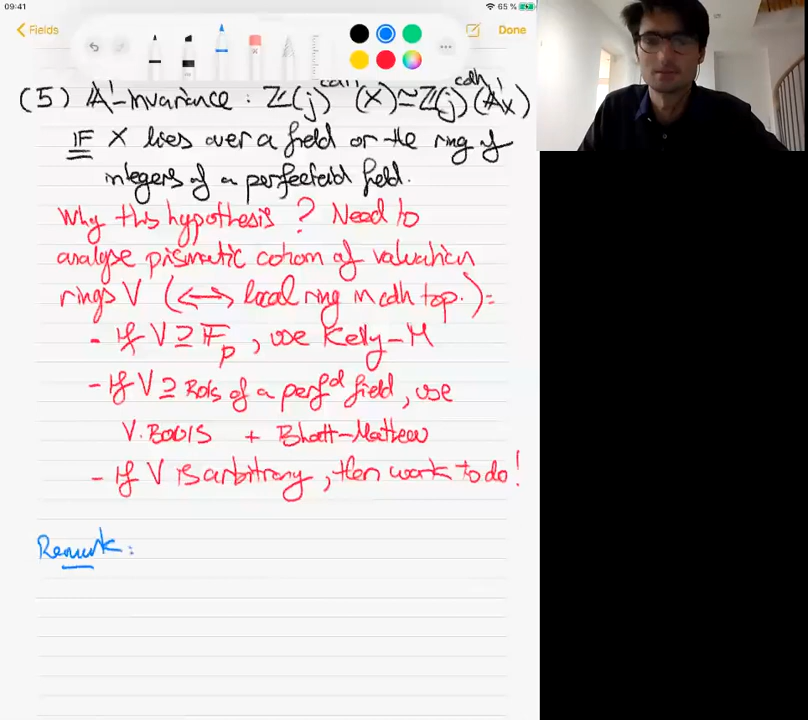 09:41
65 %
Fields
Done
(5) A¹-Invariance : Z(j)^cdh (X) ≃ Z(j)^cdh (A¹_X)
IF X lies over a field or the ring of
integers of a perfectoid field.
Why this hypothesis ? Need to
analyse prismatic cohom of valuation
rings V (⟷ local ring in cdh top.) :
- if V ⊇ F_p , use Kelly-M
- If V ⊇ RoIs of a perf^d field, use
V. BOUIS + Bhatt-Mathew
- If V is arbitrary, then work to do !
Remark :